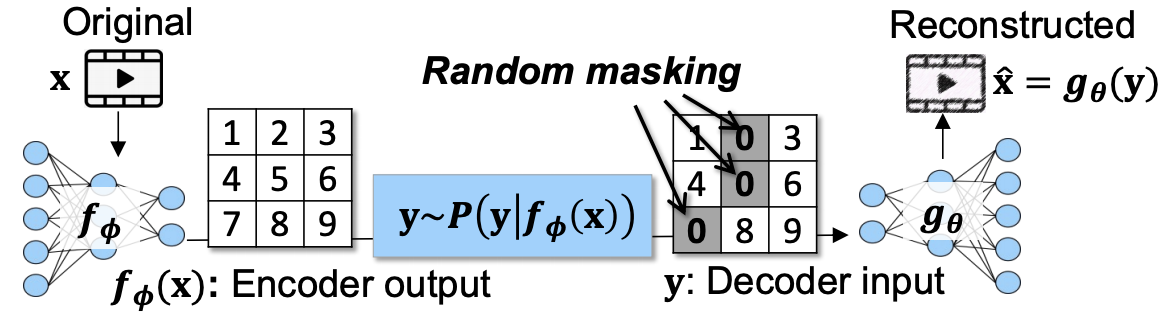 Original
x
Random masking
Reconstructed
x̂ = g_θ(y)
1 2 3
4 5 6
7 8 9
f_ϕ
y~P(y|f_ϕ(x))
1 0 3
4 0 6
0 8 9
g_θ
f_ϕ(x): Encoder output
y: Decoder input